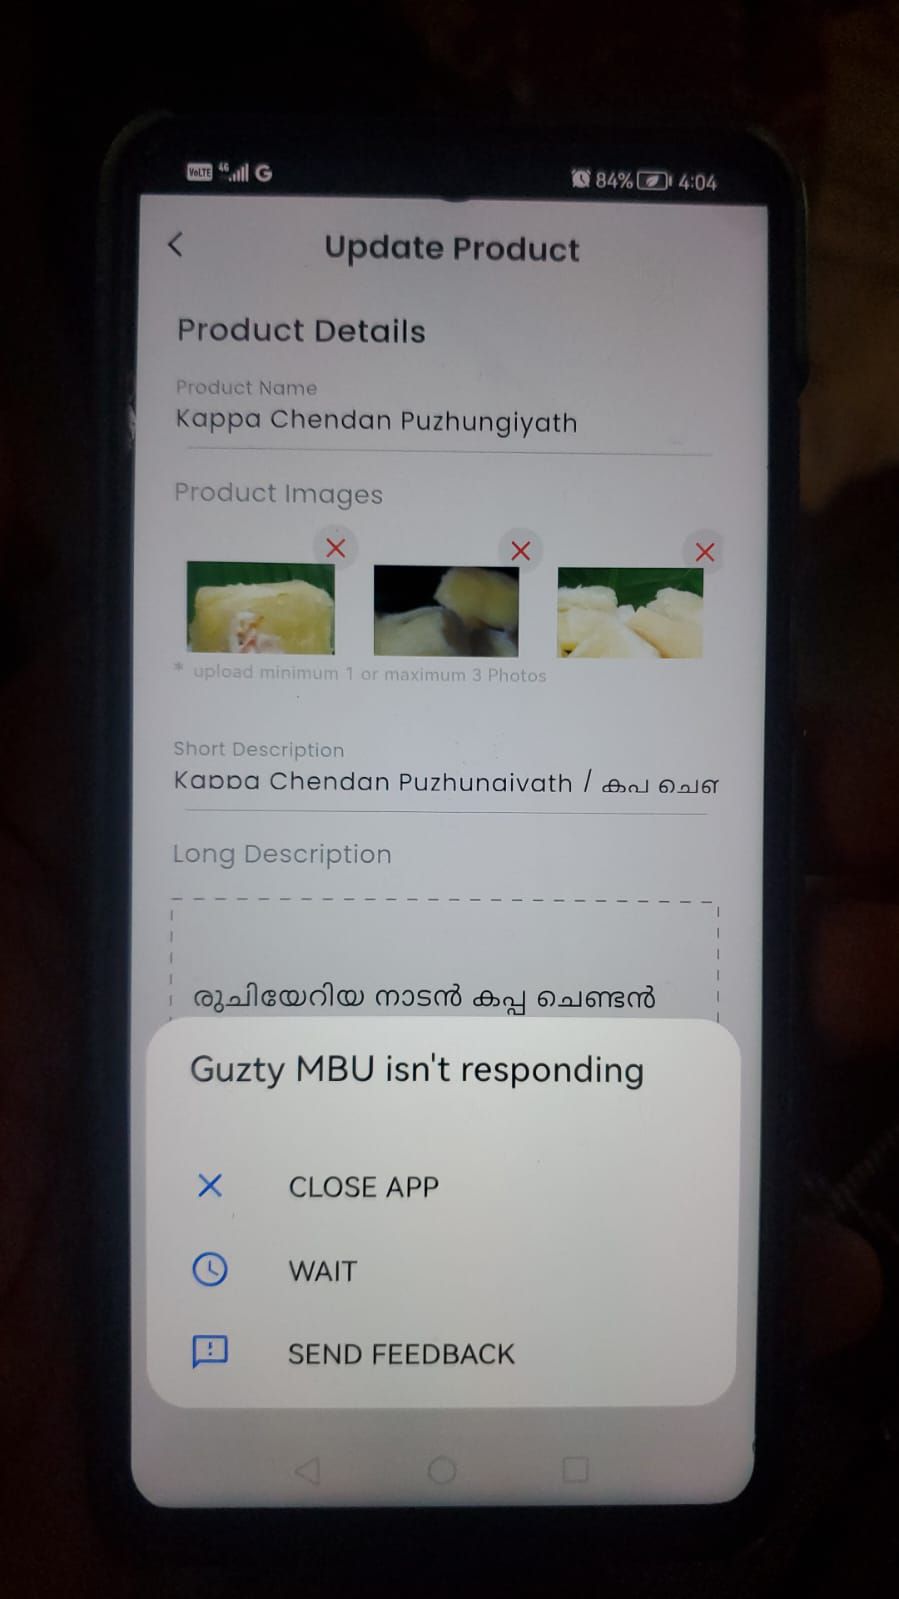 VoLTE 4G G 84% 4:04
Update Product
Product Details
Product Name
Kappa Chendan Puzhungiyath
Product Images
* upload minimum 1 or maximum 3 Photos
Short Description
Kappa Chendan Puzhungiyath /
Long Description
രുചിയേറിയ നാടൻ കപ്പ ചെണ്ടൻ
Guzty MBU isn't responding
CLOSE APP
WAIT
SEND FEEDBACK